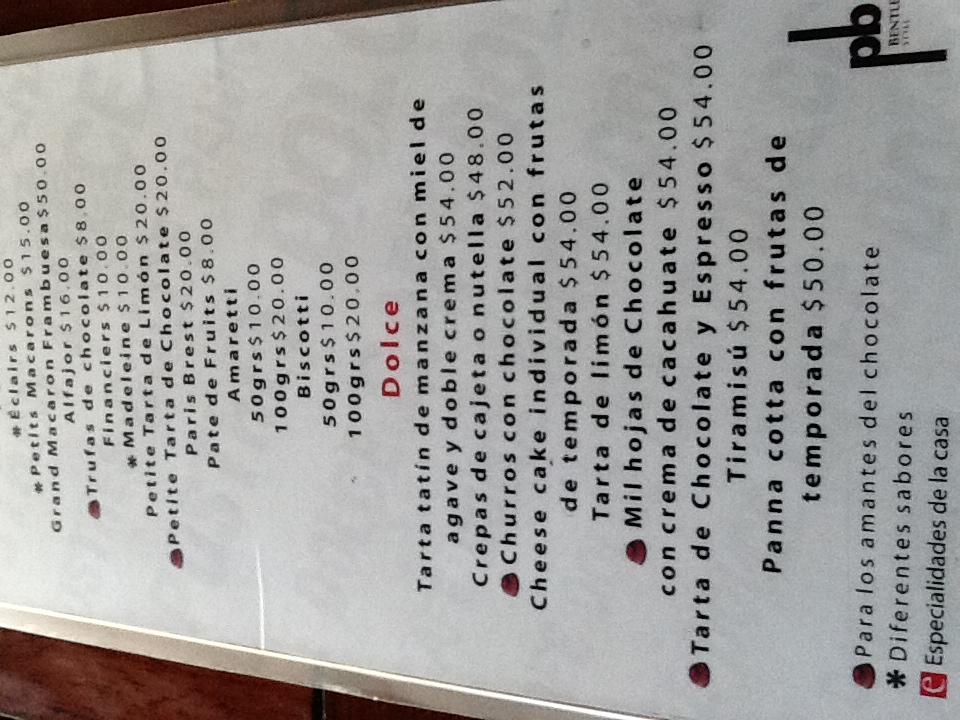 *Éclairs $12.00
*Petits Macarons $15.00
Grand Macaron Frambuesa$50.00
Alfajor $16.00
Trufas de chocolate $8.00
Financiers $10.00
* Madeleine $10.00
Petite Tarta de Limón $20.00
Petite Tarta de Chocolate $20.00
Paris Brest $20.00
Pate de Fruits $8.00
Amaretti
50grs$10.00
100grs$20.00
Biscotti
50grs$10.00
100grs$20.00
Dolce
Tarta tatin de manzana con miel de
agave y doble crema $54.00
Crepas de cajeta o nutella $48.00
Churros con chocolate $52.00
Cheese cake individual con frutas
de temporada $54.00
Tarta de limón $54.00
Mil hojas de Chocolate
con crema de cacahuate $54.00
Tarta de Chocolate y Espresso $54.00
Tiramisú $54.00
Panna cotta con frutas de
temporada $50.00
Para los amantes del chocolate
* Diferentes sabores
e Especialidades de la casa
pb